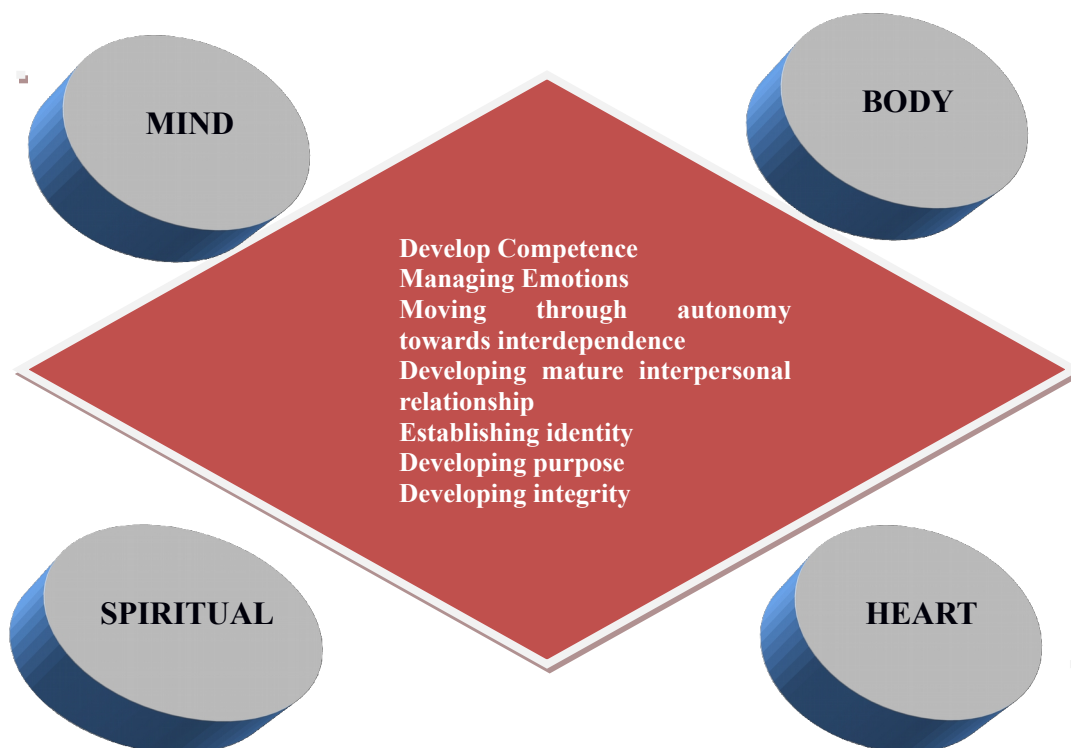 MIND
BODY
Develop Competence
Managing Emotions
Moving through autonomy
towards interdependence
Developing mature interpersonal
relationship
Establishing identity
Developing purpose
Developing integrity
SPIRITUAL
HEART